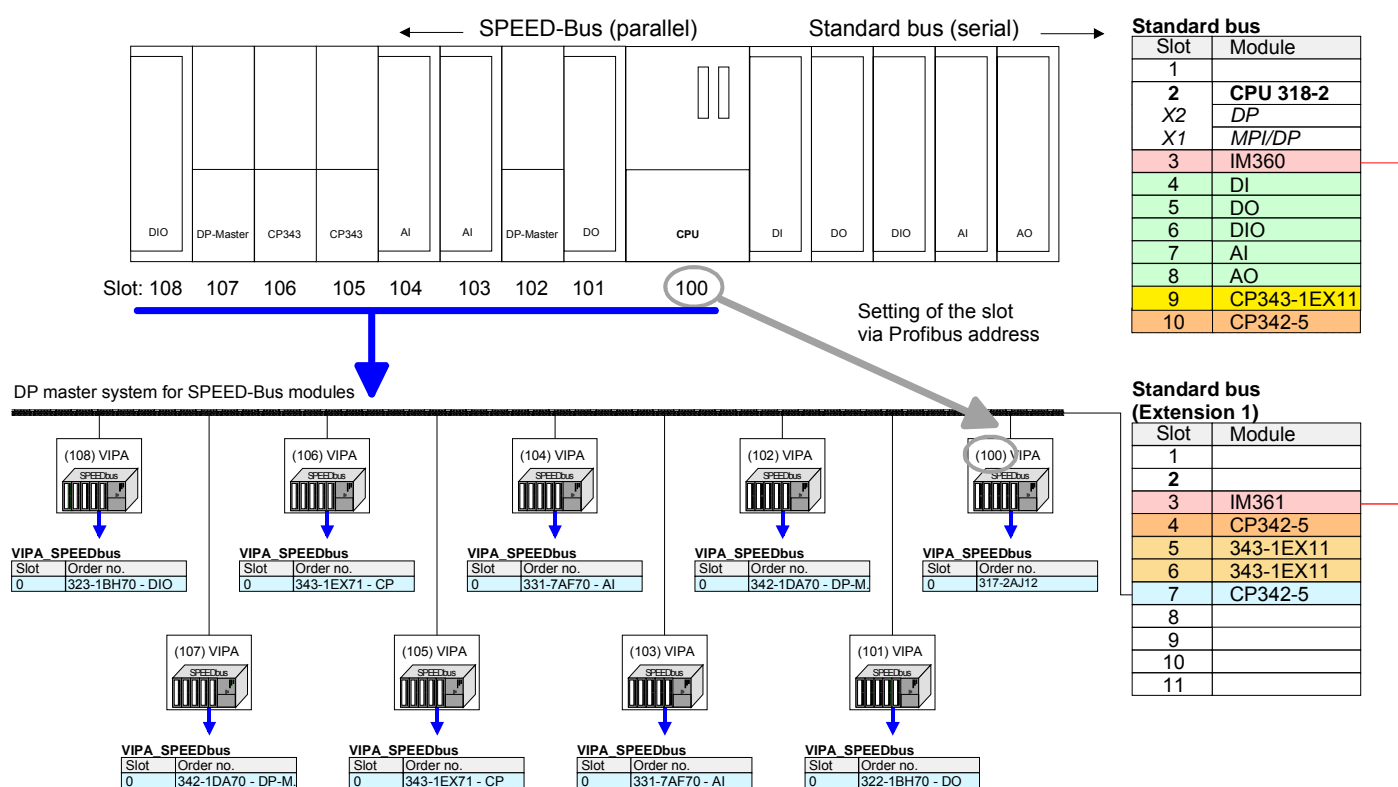 SPEED-Bus (parallel) Standard bus (serial)
DIO DP-Master CP343 CP343 AI AI DP-Master DO CPU DI DO DIO AI AO
Slot: 108 107 106 105 104 103 102 101 100
Setting of the slot
via Profibus address
Standard bus
Slot Module
1
2 CPU 318-2
X2 DP
X1 MPI/DP
3 IM360
4 DI
5 DO
6 DIO
7 AI
8 AO
9 CP343-1EX11
10 CP342-5
DP master system for SPEED-Bus modules
(108) VIPA
SPEEDbus
VIPA_SPEEDbus
Slot Order no.
0 323-1BH70 - DIO
(106) VIPA
SPEEDbus
VIPA_SPEEDbus
Slot Order no.
0 343-1EX71 - CP
(104) VIPA
SPEEDbus
VIPA_SPEEDbus
Slot Order no.
0 331-7AF70 - AI
(102) VIPA
SPEEDbus
VIPA_SPEEDbus
Slot Order no.
0 342-1DA70 - DP-M.
(100) VIPA
SPEEDbus
VIPA_SPEEDbus
Slot Order no.
0 317-2AJ12
Standard bus
(Extension 1)
Slot Module
1
2
3 IM361
4 CP342-5
5 343-1EX11
6 343-1EX11
7 CP342-5
8
9
10
11
(107) VIPA
SPEEDbus
VIPA_SPEEDbus
Slot Order no.
0 342-1DA70 - DP-M.
(105) VIPA
SPEEDbus
VIPA_SPEEDbus
Slot Order no.
0 343-1EX71 - CP
(103) VIPA
SPEEDbus
VIPA_SPEEDbus
Slot Order no.
0 331-7AF70 - AI
(101) VIPA
SPEEDbus
VIPA_SPEEDbus
Slot Order no.
0 322-1BH70 - DO